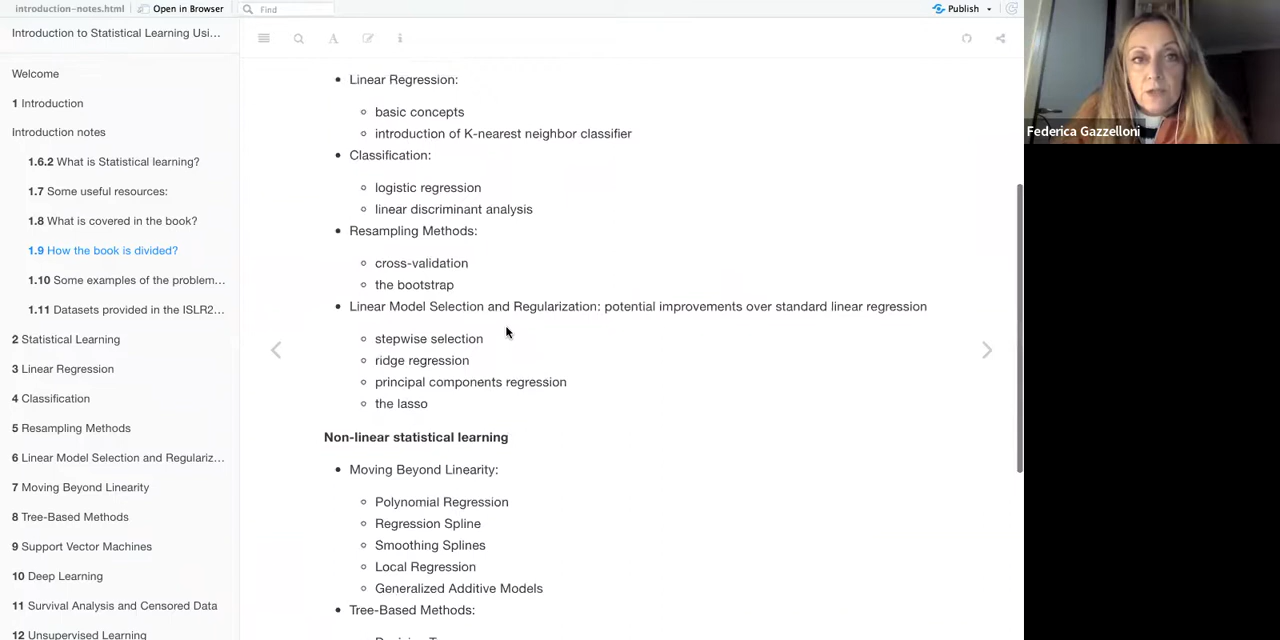 introduction-notes.html
Open in Browser
Find
Publish
Introduction to Statistical Learning Usi...
Welcome
1 Introduction
Introduction notes
1.6.2 What is Statistical learning?
1.7 Some useful resources:
1.8 What is covered in the book?
1.9 How the book is divided?
1.10 Some examples of the problem...
1.11 Datasets provided in the ISLR2...
2 Statistical Learning
3 Linear Regression
4 Classification
5 Resampling Methods
6 Linear Model Selection and Regulariz...
7 Moving Beyond Linearity
8 Tree-Based Methods
9 Support Vector Machines
10 Deep Learning
11 Survival Analysis and Censored Data
12 Unsupervised Learning
A
Linear Regression:
basic concepts
introduction of K-nearest neighbor classifier
Classification:
logistic regression
linear discriminant analysis
Resampling Methods:
cross-validation
the bootstrap
Linear Model Selection and Regularization: potential improvements over standard linear regression
stepwise selection
ridge regression
principal components regression
the lasso
Non-linear statistical learning
Moving Beyond Linearity:
Polynomial Regression
Regression Spline
Smoothing Splines
Local Regression
Generalized Additive Models
Tree-Based Methods:
Federica Gazzelloni